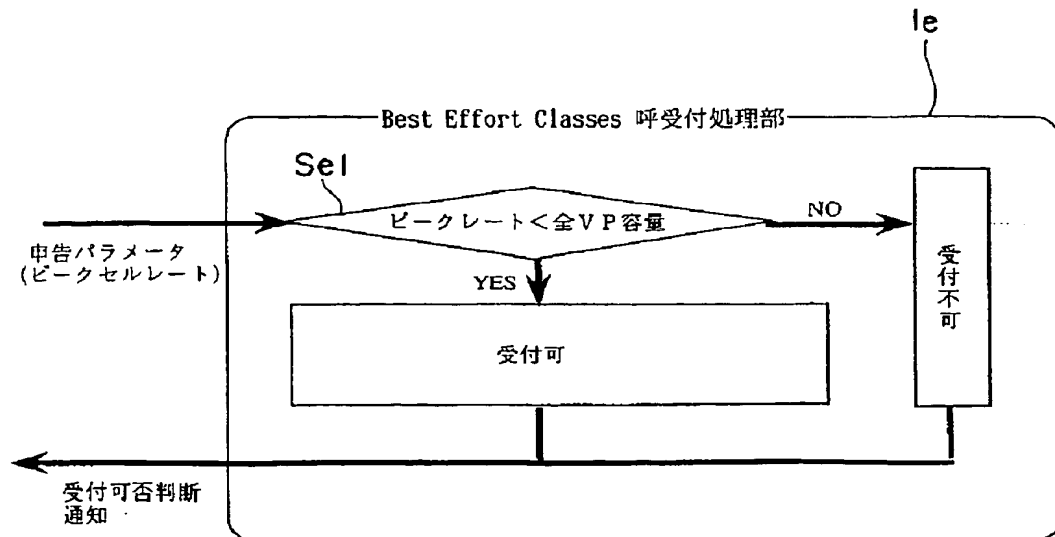 1e
Best Effort Classes 呼受付処理部
Se1
ピークレート<全VP容量
NO
申告パラメータ
(ピークセルレート)
YES
受付不可
受付可
受付可否判断
通知